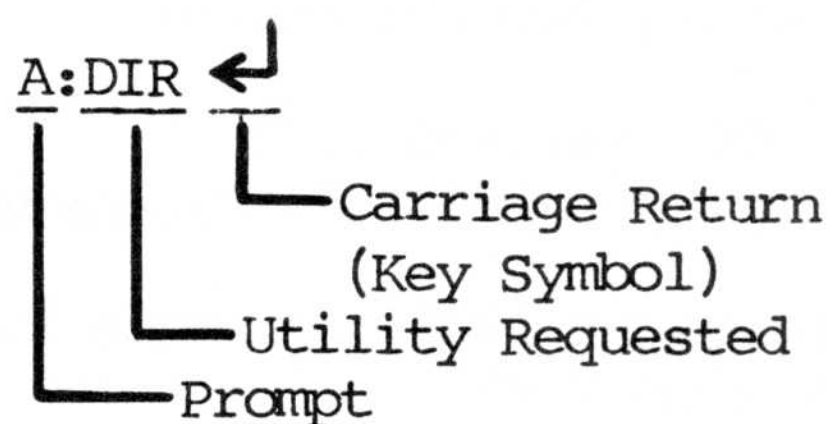 A:DIR ↵
Carriage Return
(Key Symbol)
Utility Requested
Prompt